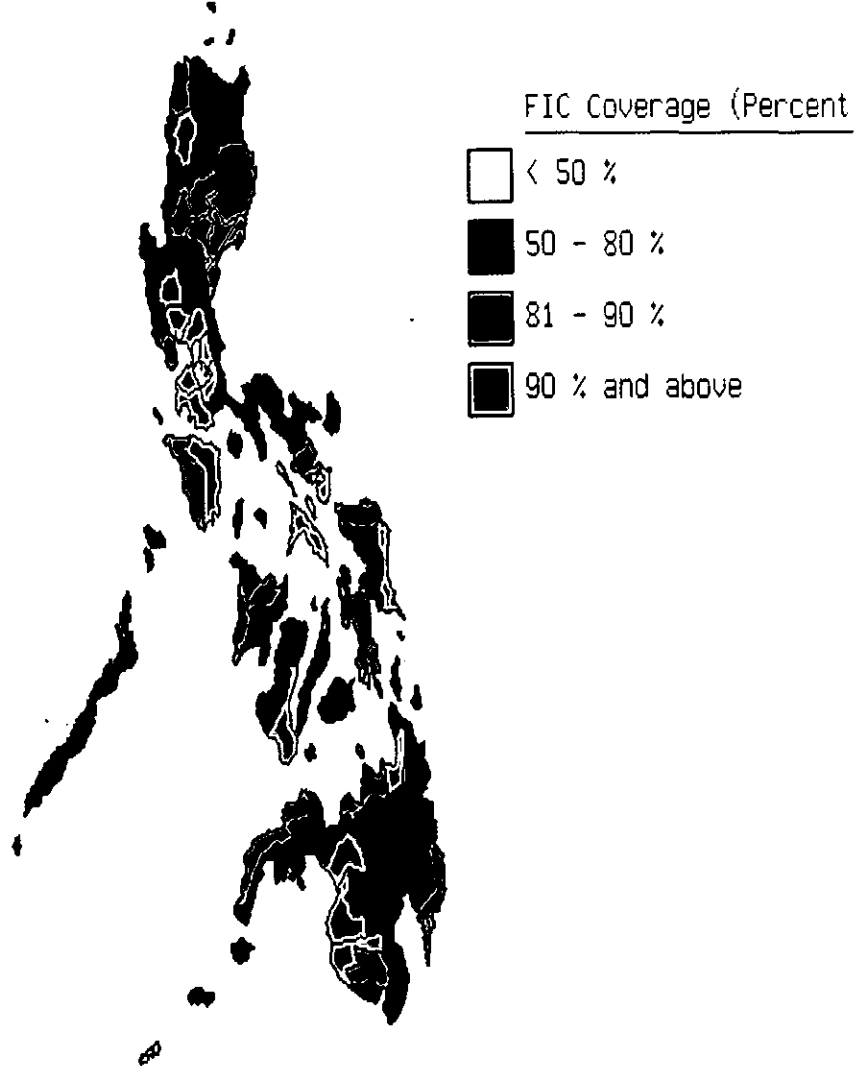 FIC Coverage (Percent
< 50 %
50 - 80 %
81 - 90 %
90 % and above